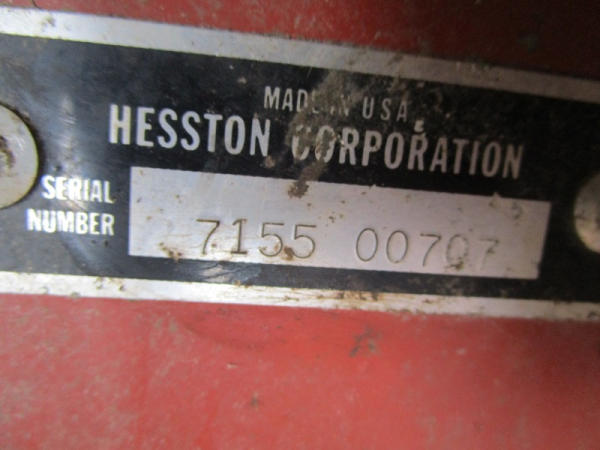 MADE IN USA
HESSTON CORPORATION
SERIAL
NUMBER
7155 00707